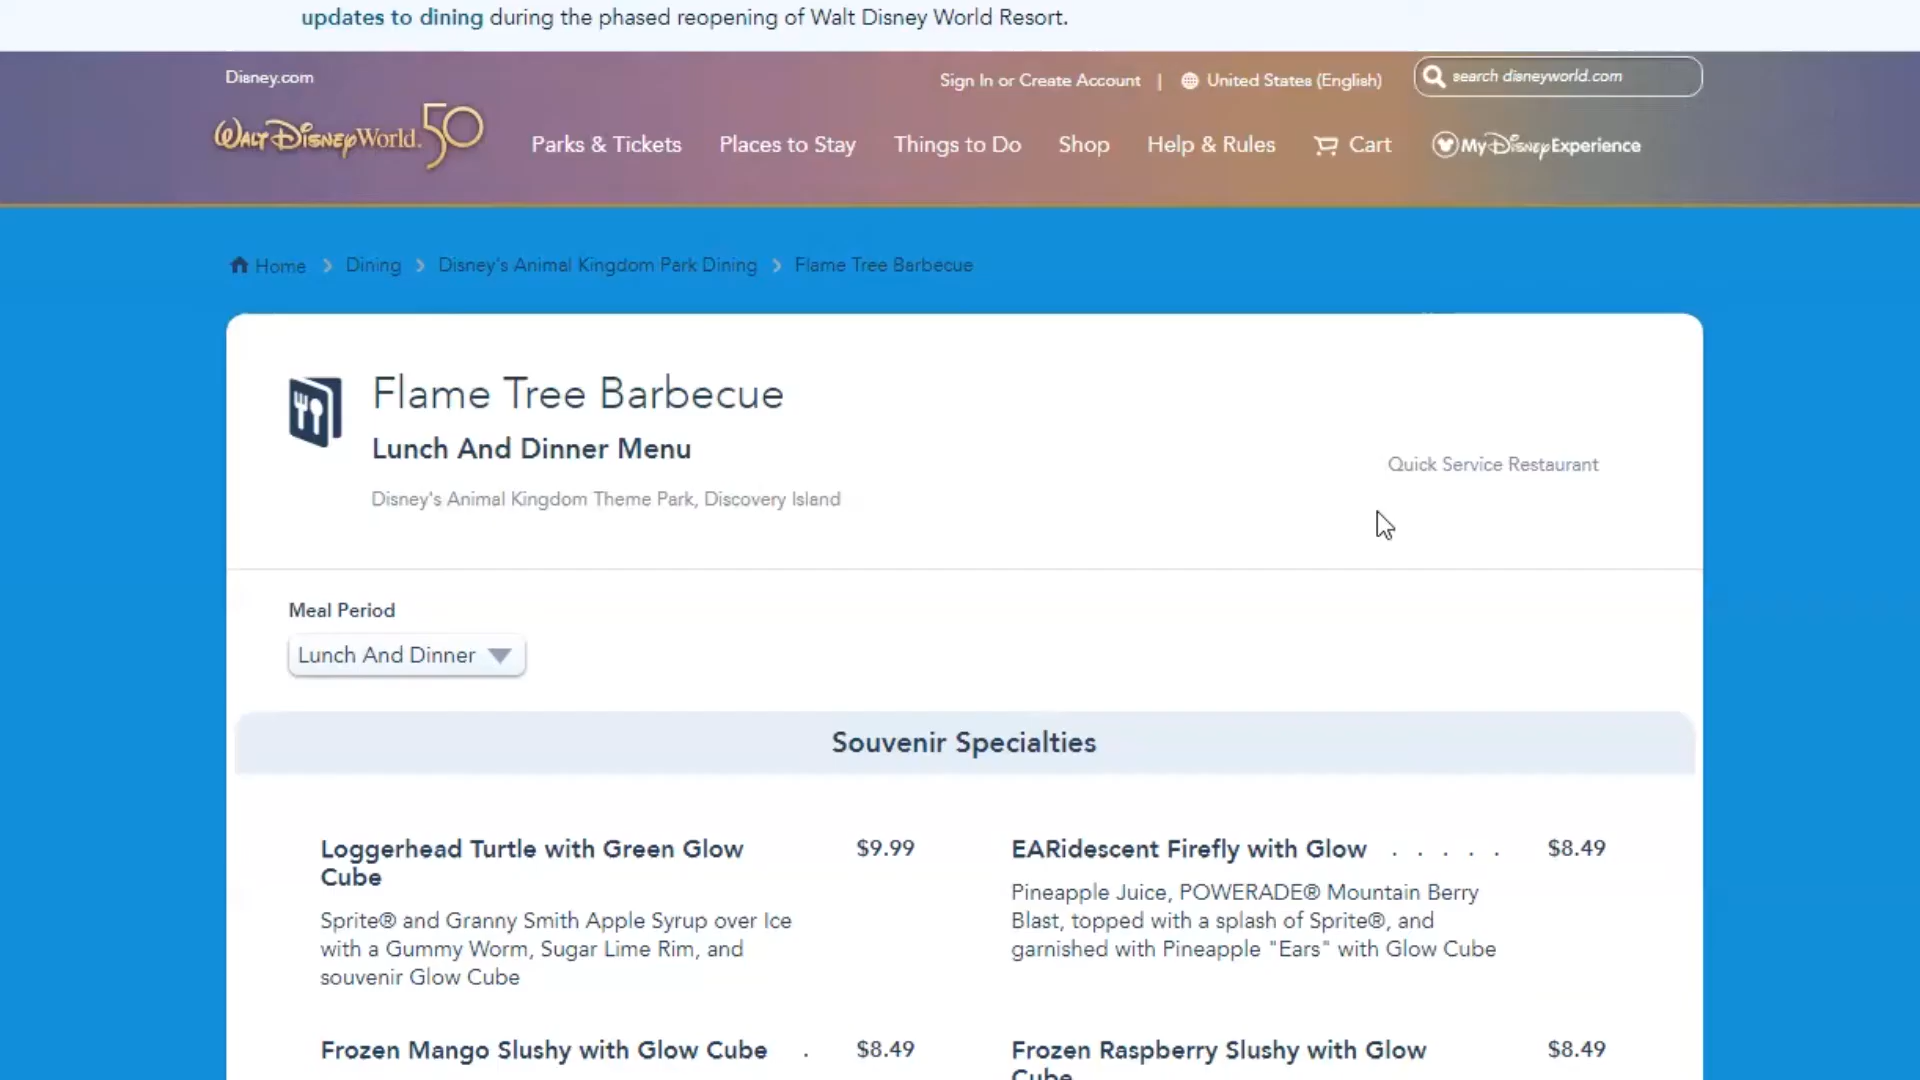 updates to dining during the phased reopening of Walt Disney World Resort.
Disney.com
Sign In or Create Account | United States (English)
search disneyworld.com
Walt Disney World. 50
Parks & Tickets
Places to Stay
Things to Do
Shop
Help & Rules
Cart
My Disney Experience
Home > Dining > Disney's Animal Kingdom Park Dining > Flame Tree Barbecue
Flame Tree Barbecue
Lunch And Dinner Menu
Quick Service Restaurant
Disney's Animal Kingdom Theme Park, Discovery Island
Meal Period
Lunch And Dinner
Souvenir Specialties
Loggerhead Turtle with Green Glow
Cube
$9.99
Sprite® and Granny Smith Apple Syrup over Ice
with a Gummy Worm, Sugar Lime Rim, and
souvenir Glow Cube
EARidescent Firefly with Glow . . . . . $8.49
Pineapple Juice, POWERADE® Mountain Berry
Blast, topped with a splash of Sprite®, and
garnished with Pineapple "Ears" with Glow Cube
Frozen Mango Slushy with Glow Cube . $8.49
Frozen Raspberry Slushy with Glow
Cube
$8.49